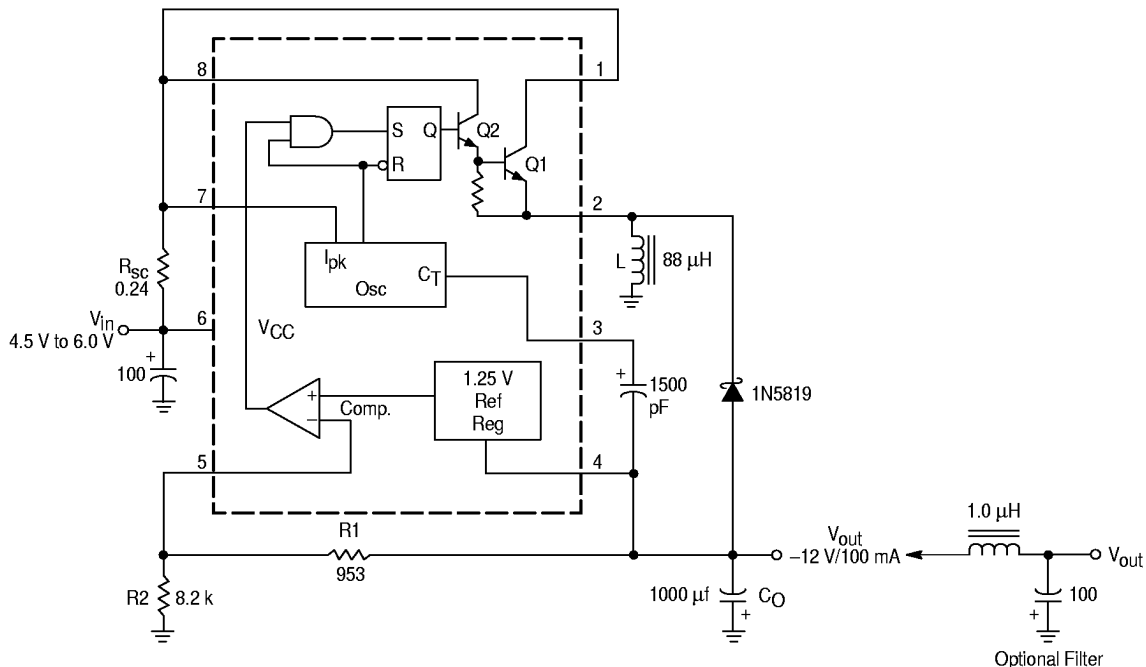 8
1
S
Q
Q2
R
Q1
7
2
Ipk
CT
Osc
L
88 µH
Rsc
0.24
Vin
4.5 V to 6.0 V
6
VCC
3
+
100
1.25 V
Ref
Reg
+
1500
pF
1N5819
+
Comp.
–
5
4
R1
953
1.0 µH
Vout
–12 V/100 mA
Vout
R2
8.2 k
1000 µf
CO
+
100
+
Optional Filter